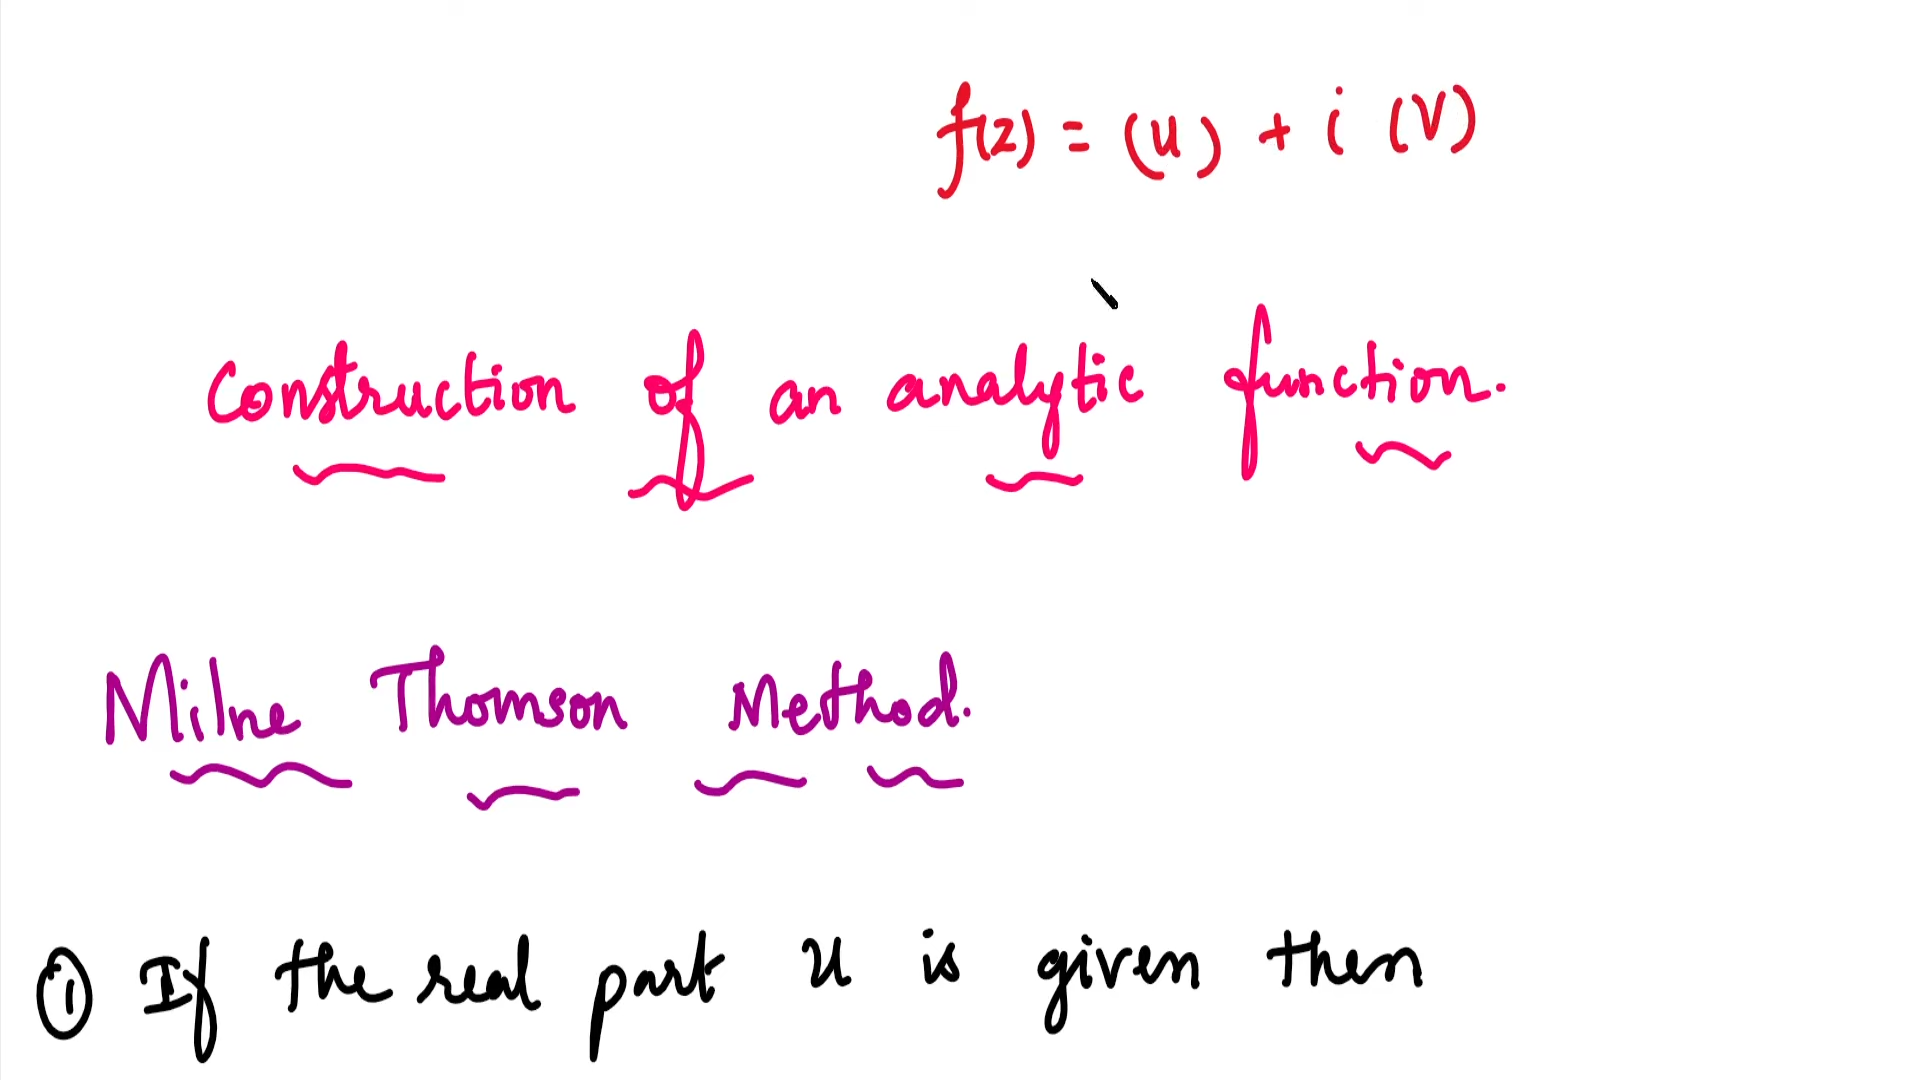 f(z) = (u) + i (V)
Construction of an analytic function.
Milne Thomson Method.
① If the real part u is given then